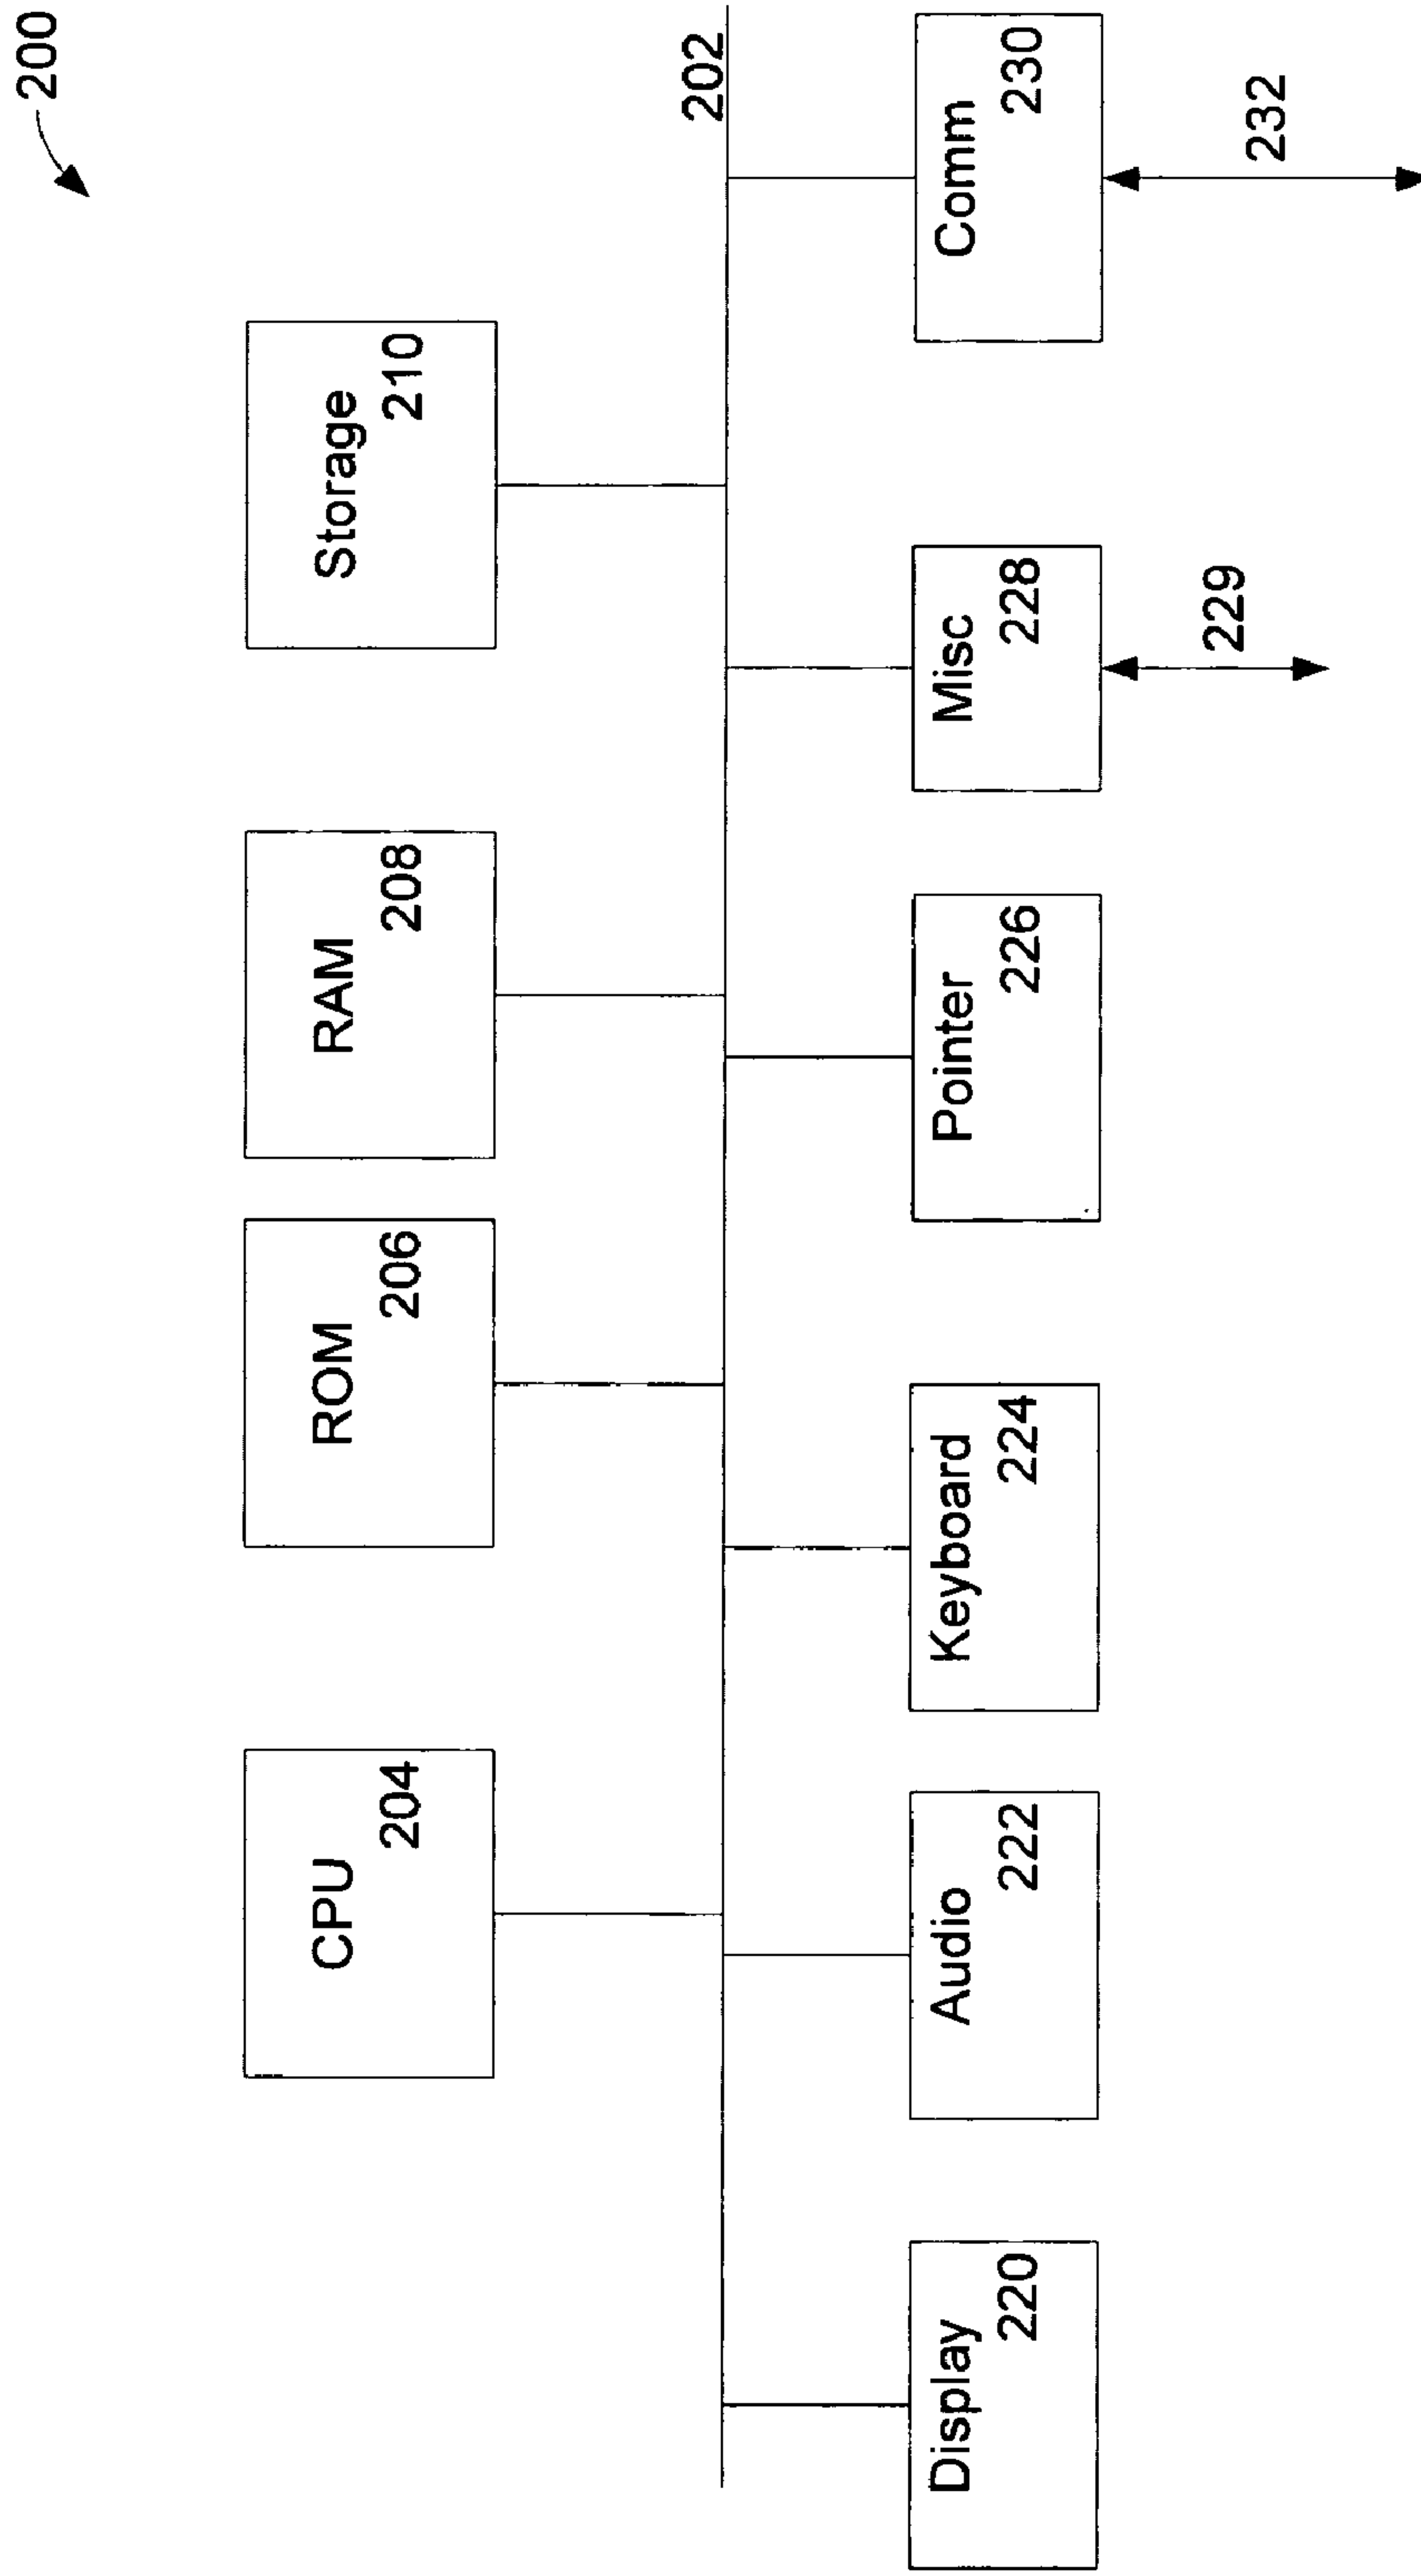 200
CPU
204
ROM
206
RAM
208
Storage
210
202
Display
220
Audio
222
Keyboard
224
Pointer
226
Misc
228
Comm
230
229
232